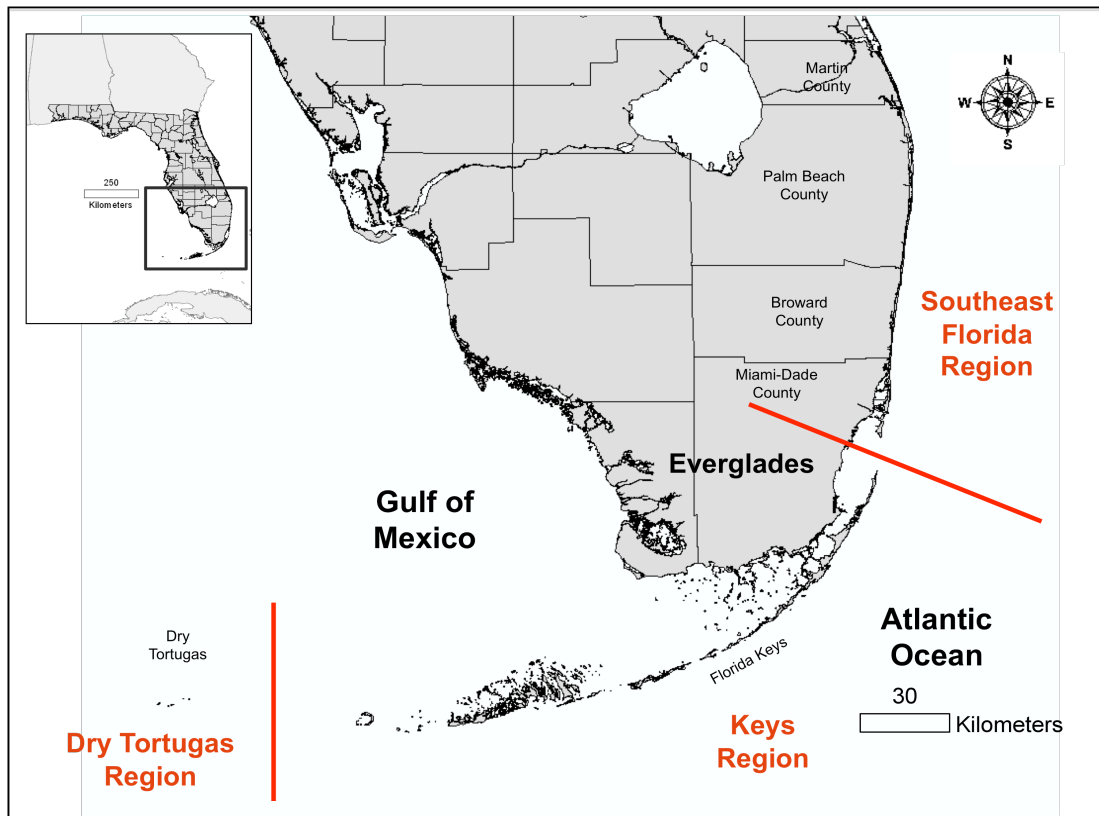 250
Kilometers
N
W
E
S
Martin
County
Palm Beach
County
Broward
County
Miami-Dade
County
Southeast
Florida
Region
Everglades
Gulf of
Mexico
Dry
Tortugas
Dry Tortugas
Region
Florida Keys
Atlantic
Ocean
30
Kilometers
Keys
Region